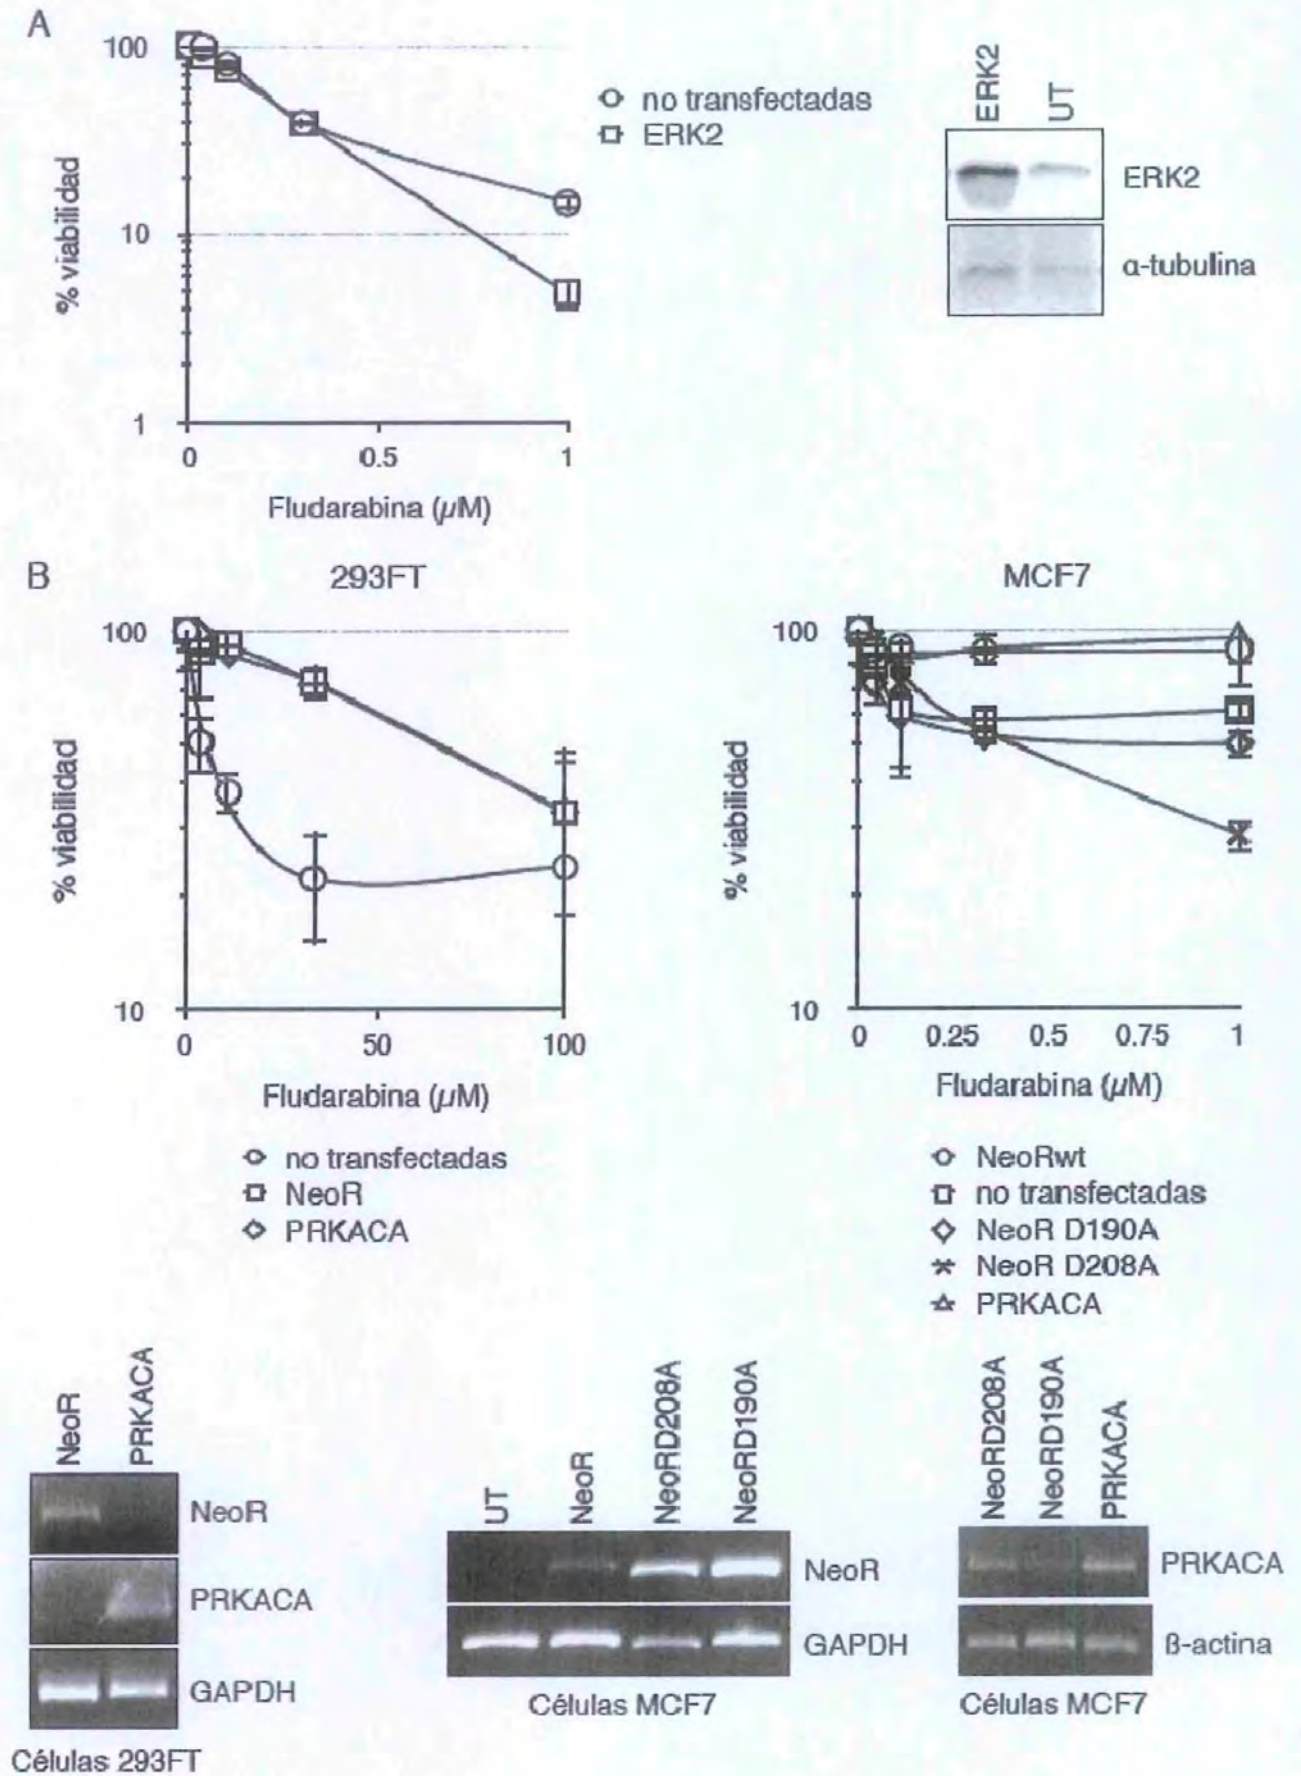 A
100
10
1
% viabilidad
0 0.5 1
Fludarabina (µM)
no transfectadas
ERK2
ERK2 UT
ERK2
α-tubulina
B
293FT
100
10
% viabilidad
0 50 100
Fludarabina (µM)
no transfectadas
NeoR
PRKACA
MCF7
100
10
% viabilidad
0 0.25 0.5 0.75 1
Fludarabina (µM)
NeoRwt
no transfectadas
NeoR D190A
NeoR D208A
PRKACA
NeoR PRKACA
NeoR
PRKACA
GAPDH
Células 293FT
UT NeoR NeoRD208A NeoRD190A
NeoR
GAPDH
Células MCF7
NeoRD208A NeoRD190A PRKACA
PRKACA
ß-actina
Células MCF7